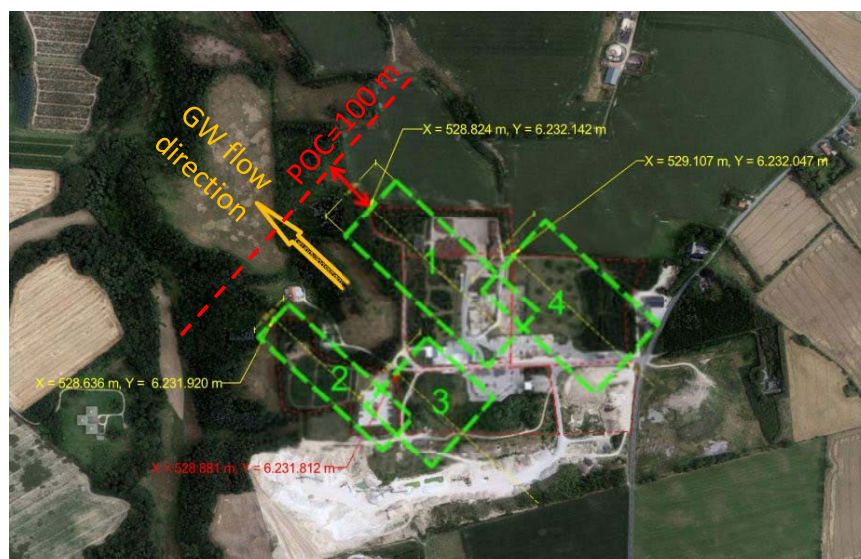 GW flow
direction
POC=100 m
X = 528.824 m, Y = 6.232.142 m
X = 529.107 m, Y = 6.232.047 m
1
4
X = 528.636 m, Y = 6.231.920 m
2
3
X = 528.881 m, Y = 6.231.812 m